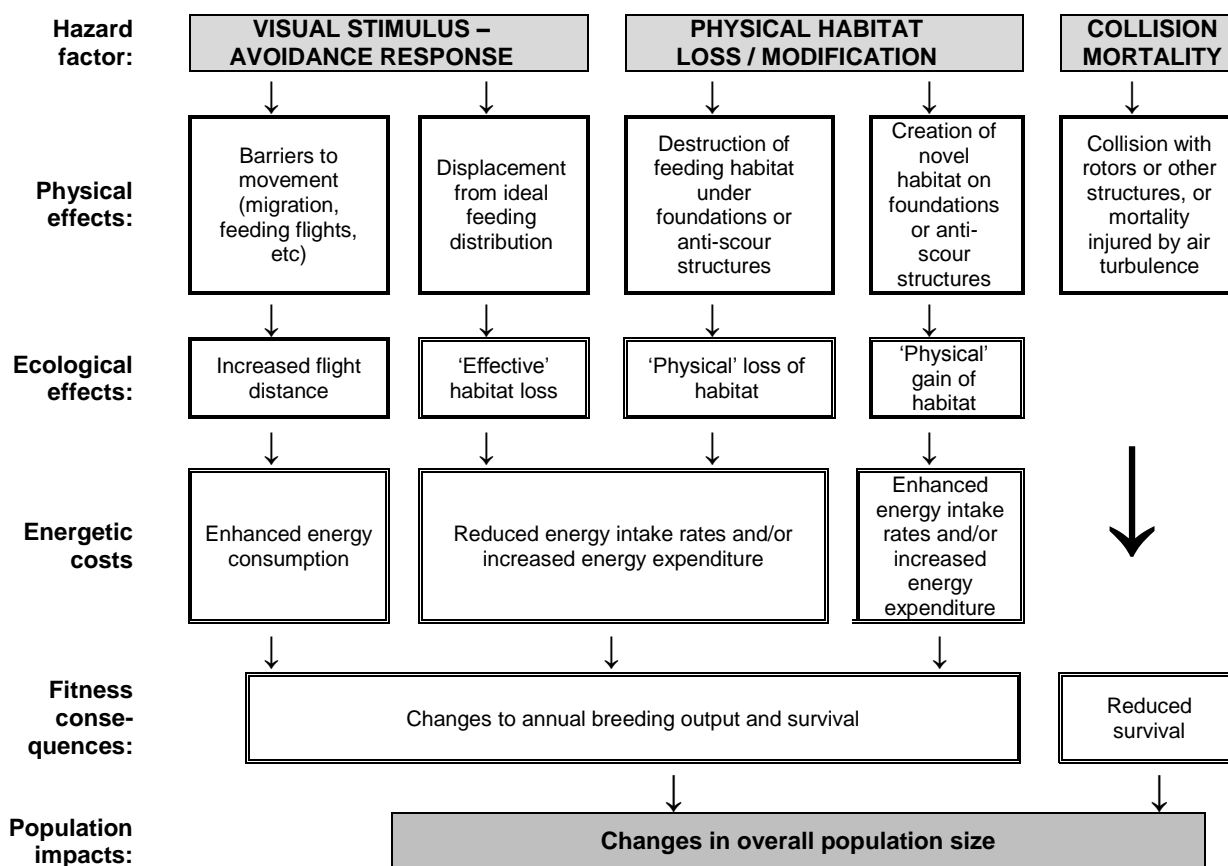 Hazard
factor:
VISUAL STIMULUS –
AVOIDANCE RESPONSE
PHYSICAL HABITAT
LOSS / MODIFICATION
COLLISION
MORTALITY
↓ ↓ ↓ ↓ ↓
Physical
effects:
Barriers to
movement
(migration,
feeding flights,
etc)
Displacement
from ideal
feeding
distribution
Destruction of
feeding habitat
under
foundations or
anti-scour
structures
Creation of
novel
habitat on
foundations
or anti-
scour
structures
Collision with
rotors or other
structures, or
mortality
injured by air
turbulence
↓ ↓ ↓ ↓
Ecological
effects:
Increased flight
distance
‘Effective’
habitat loss
‘Physical’ loss of
habitat
‘Physical’
gain of
habitat
↓ ↓ ↓ ↓ ↓
Energetic
costs
Enhanced energy
consumption
Reduced energy intake rates and/or
increased energy expenditure
Enhanced
energy intake
rates and/or
increased
energy
expenditure
↓ ↓ ↓
Fitness
conse-
quences:
Changes to annual breeding output and survival
Reduced
survival
↓ ↓
Population
impacts:
Changes in overall population size